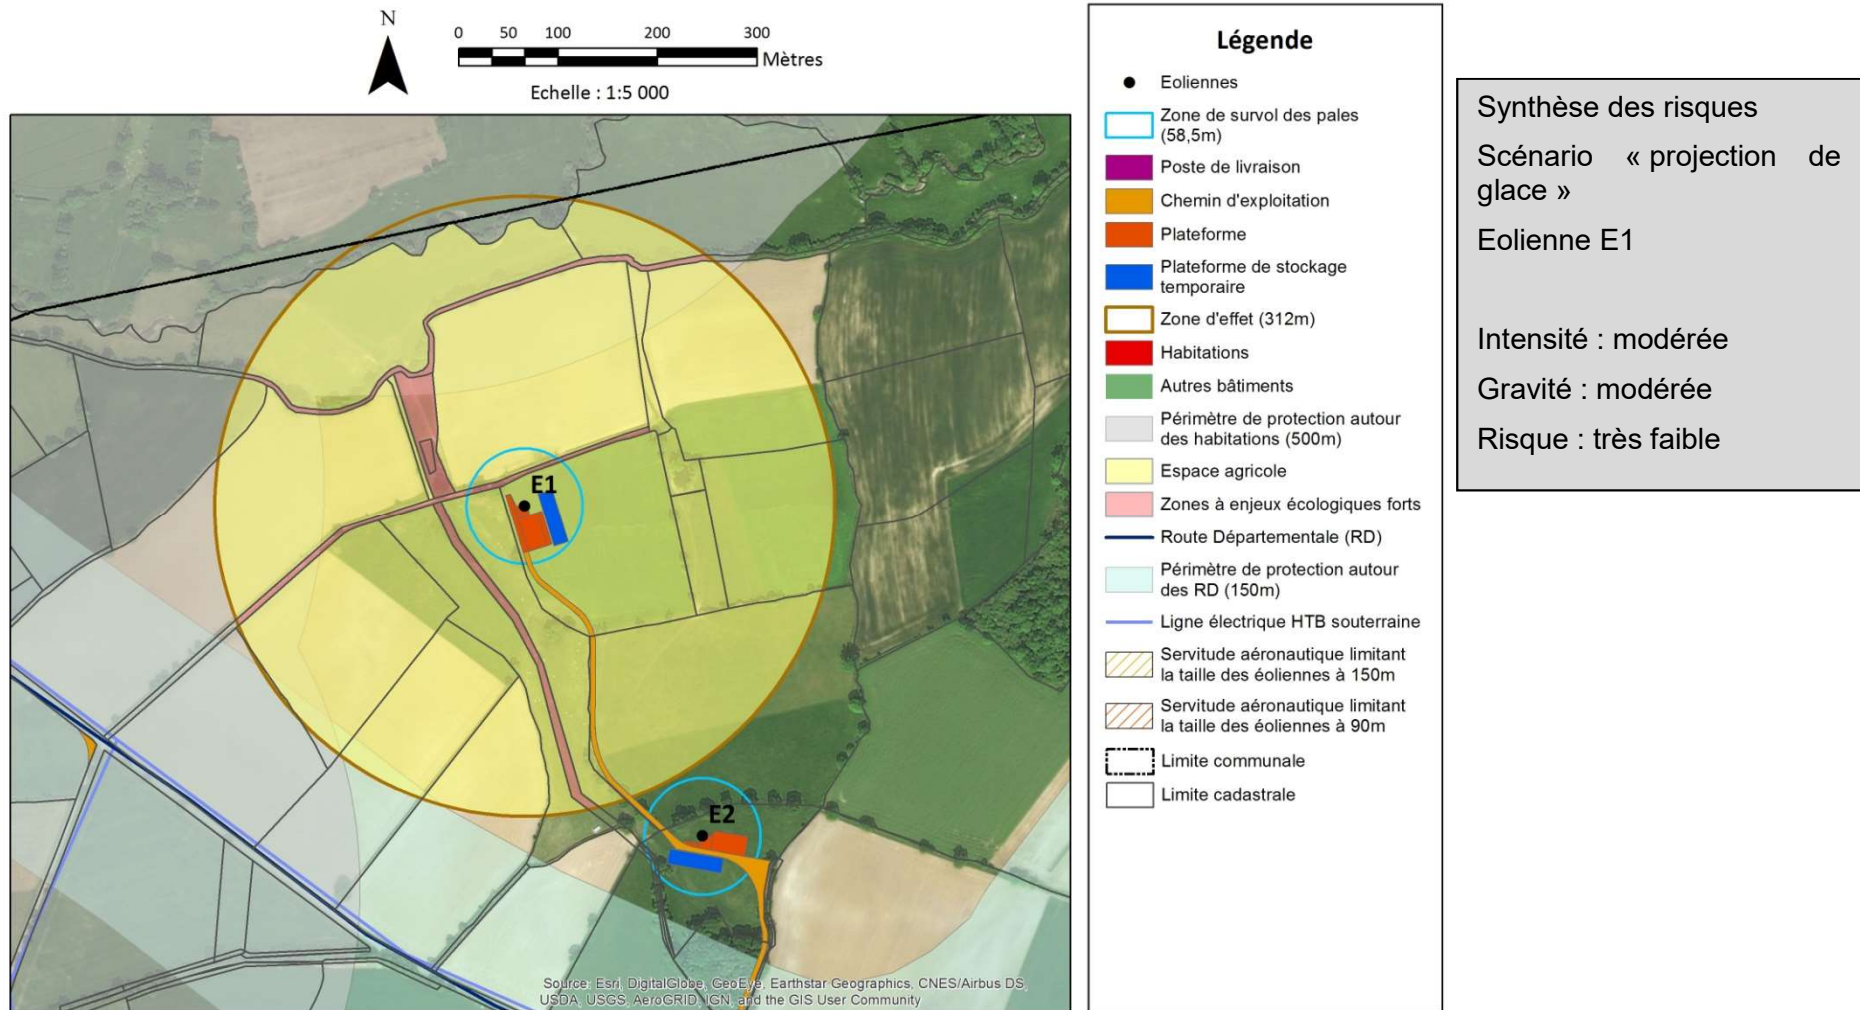 N
0 50 100 200 300
Mètres
Echelle : 1:5 000
E1
E2
Source: Esri, DigitalGlobe, GeoEye, Earthstar Geographics, CNES/Airbus DS,
USDA, USGS, AeroGRID, IGN, and the GIS User Community
Légende
Eoliennes
Zone de survol des pales
(58,5m)
Poste de livraison
Chemin d'exploitation
Plateforme
Plateforme de stockage
temporaire
Zone d'effet (312m)
Habitations
Autres bâtiments
Périmètre de protection autour
des habitations (500m)
Espace agricole
Zones à enjeux écologiques forts
Route Départementale (RD)
Périmètre de protection autour
des RD (150m)
Ligne électrique HTB souterraine
Servitude aéronautique limitant
la taille des éoliennes à 150m
Servitude aéronautique limitant
la taille des éoliennes à 90m
Limite communale
Limite cadastrale
Synthèse des risques
Scénario « projection de
glace »
Eolienne E1
Intensité : modérée
Gravité : modérée
Risque : très faible